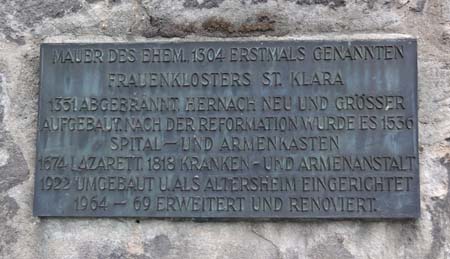 MAUER DES EHEM. 1304 ERSTMALS GENANNTEN
FRAUENKLOSTERS ST. KLARA
1351 ABGEBRANNT. HERNACH NEU UND GRÖSSER
AUFGEBAUT. NACH DER REFORMATION WURDE ES 1536
SPITAL-UND ARMENKASTEN
1674 LAZARETT 1818 KRANKEN-UND ARMENANSTALT
1922 UMGEBAUT U. ALS ALTERSHEIM EINGERICHTET
1964 - 69 ERWEITERT UND RENOVIERT.